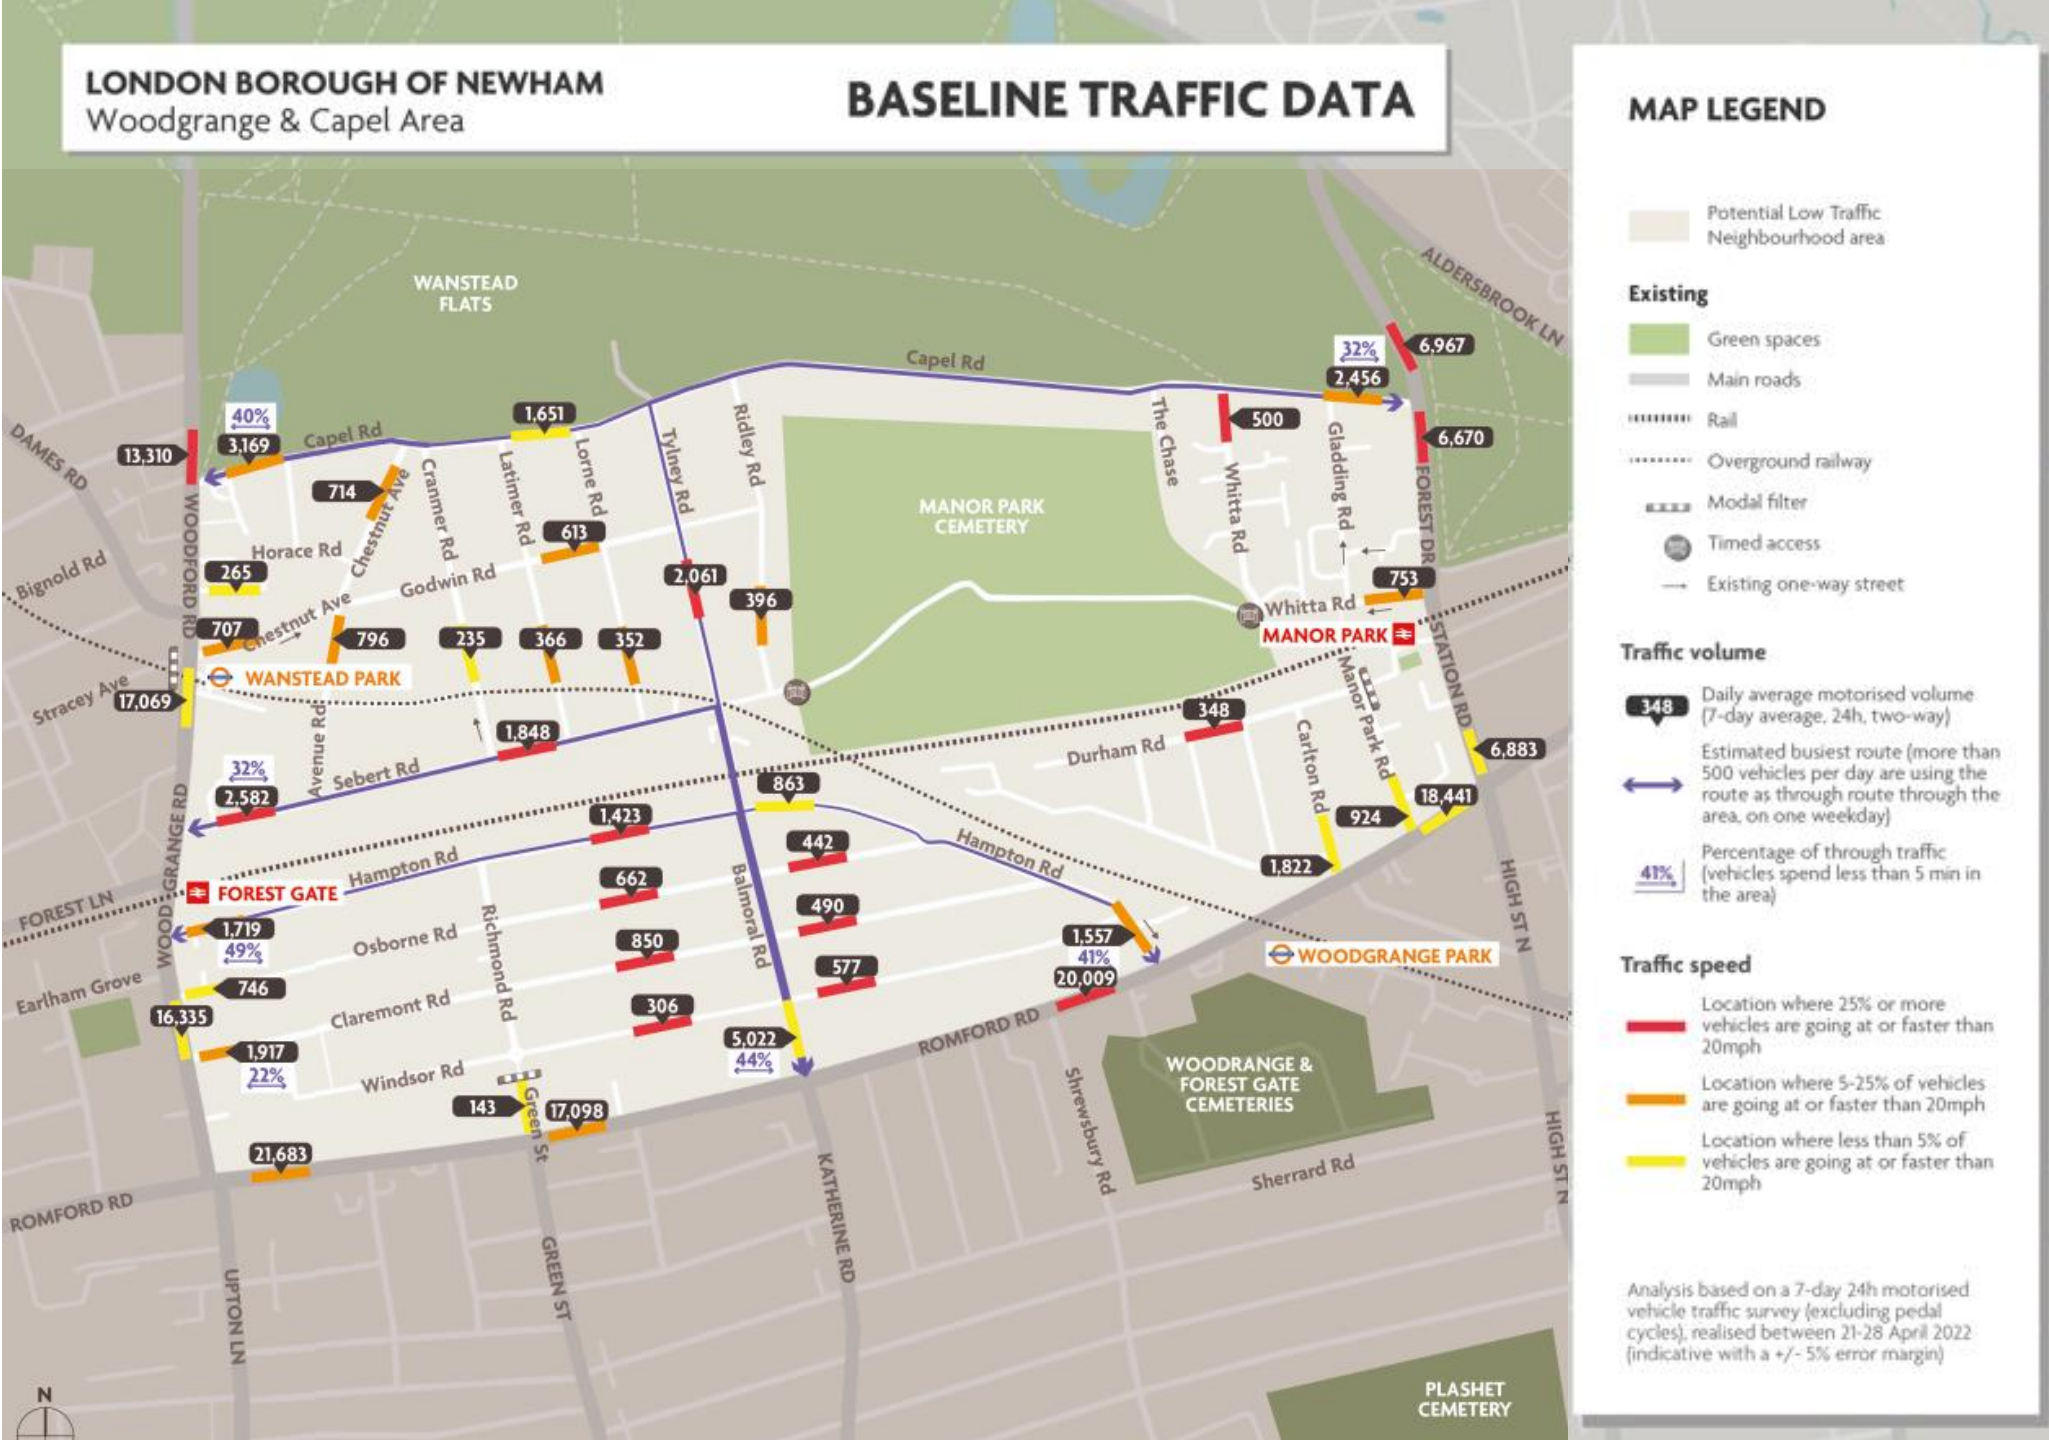 LONDON BOROUGH OF NEWHAM
Woodgrange & Capel Area
BASELINE TRAFFIC DATA
WANSTEAD
FLATS
ALDERSBROOK LN
Capel Rd
32%
2,456
6,967
6,670
500
40%
3,169
Capel Rd
1,651
13,310
DAMES RD
714
Chestnut Ave
Cranmer Rd
Latimer Rd
Lorne Rd
Tylney Rd
Ridley Rd
The Chase
Whitta Rd
Gladding Rd
FOREST DR
WOODFORD RD
MANOR PARK
CEMETERY
613
Horace Rd
Godwin Rd
Bignold Rd
265
2,061
396
753
Whitta Rd
MANOR PARK
Chestnut Ave
707
796
235
366
352
WANSTEAD PARK
Stracey Ave
17,069
STATION RD
Manor Park Rd
348
1,848
Durham Rd
Carlton Rd
6,883
Avenue Rd
Sebert Rd
32%
2,582
863
18,441
924
1,423
442
Hampton Rd
WOODGRANGE RD
Hampton Rd
1,822
FOREST LN
FOREST GATE
662
Balmoral Rd
490
HIGH ST N
1,719
49%
Osborne Rd
Richmond Rd
850
1,557
41%
20,009
WOODGRANGE PARK
577
Earlham Grove
746
Claremont Rd
306
16,335
5,022
44%
ROMFORD RD
1,917
22%
Windsor Rd
WOODRANGE &
FOREST GATE
CEMETERIES
143
Green St
17,098
Shrewsbury Rd
HIGH ST N
21,683
KATHERINE RD
Sherrard Rd
ROMFORD RD
UPTON LN
GREEN ST
PLASHET
CEMETERY
N
MAP LEGEND
Potential Low Traffic
Neighbourhood area
Existing
Green spaces
Main roads
Rail
Overground railway
Modal filter
Timed access
Existing one-way street
Traffic volume
348
Daily average motorised volume
(7-day average, 24h, two-way)
Estimated busiest route (more than
500 vehicles per day are using the
route as through route through the
area, on one weekday)
41%
Percentage of through traffic
(vehicles spend less than 5 min in
the area)
Traffic speed
Location where 25% or more
vehicles are going at or faster than
20mph
Location where 5-25% of vehicles
are going at or faster than 20mph
Location where less than 5% of
vehicles are going at or faster than
20mph
Analysis based on a 7-day 24h motorised
vehicle traffic survey (excluding pedal
cycles), realised between 21-28 April 2022
(indicative with a +/- 5% error margin)